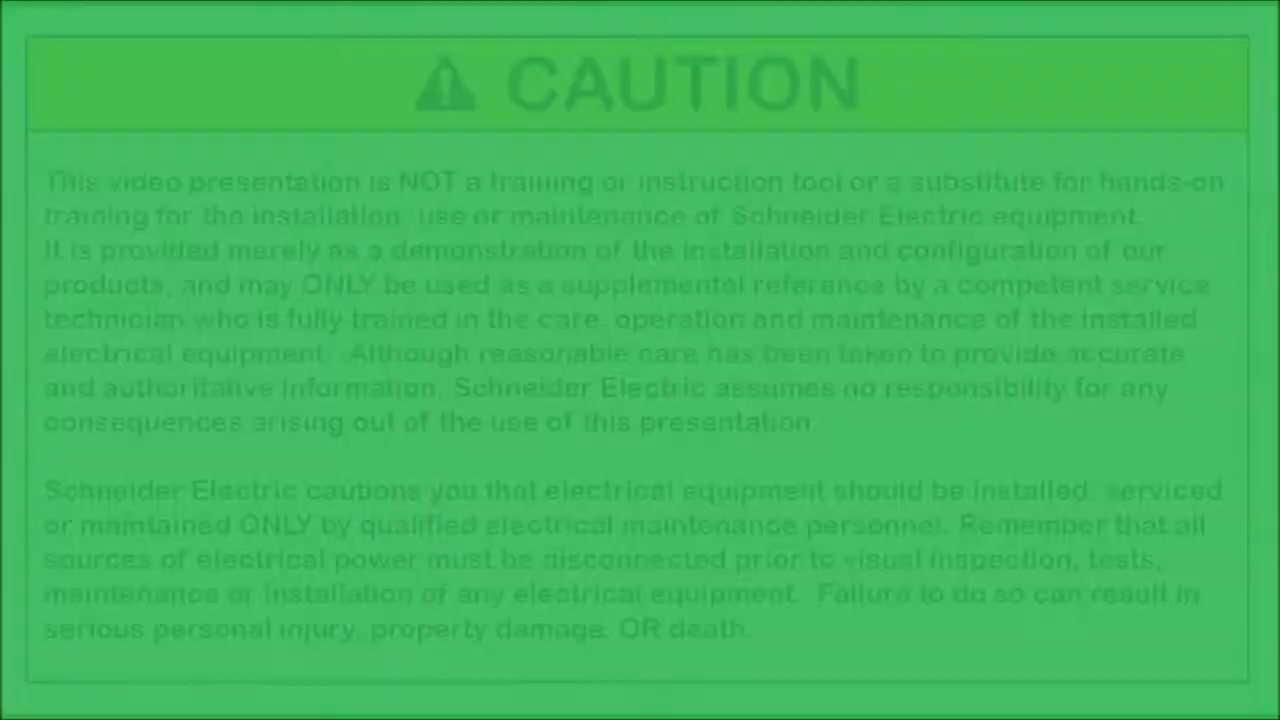 CAUTION
This video presentation is NOT a training or instruction tool or a substitute for hands-on
training for the installation, use or maintenance of Schneider Electric equipment.
It is provided merely as a demonstration of the installation and configuration of our
products, and may ONLY be used as a supplemental reference by a competent service
technician who is fully trained in the care, operation and maintenance of the installed
electrical equipment. Although reasonable care has been taken to provide accurate
and authoritative information, Schneider Electric assumes no responsibility for any
consequences arising out of the use of this presentation.
Schneider Electric cautions you that electrical equipment should be installed, serviced
or maintained ONLY by qualified electrical maintenance personnel. Remember that all
sources of electrical power must be disconnected prior to visual inspection, tests,
maintenance or installation of any electrical equipment. Failure to do so can result in
serious personal injury, property damage, OR death.